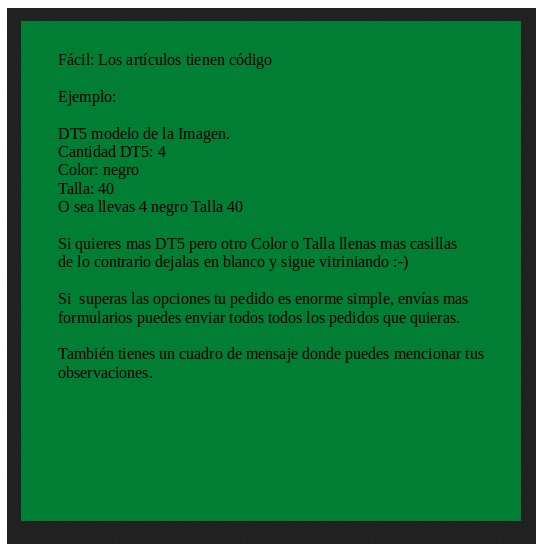 Fácil: Los artículos tienen código
Ejemplo:
DT5 modelo de la Imagen.
Cantidad DT5: 4
Color: negro
Talla: 40
O sea llevas 4 negro Talla 40
Si quieres mas DT5 pero otro Color o Talla llenas mas casillas
de lo contrario dejalas en blanco y sigue vitriniando :-)
Si  superas las opciones tu pedido es enorme simple, envías mas
formularios puedes enviar todos todos los pedidos que quieras.
También tienes un cuadro de mensaje donde puedes mencionar tus
observaciones.